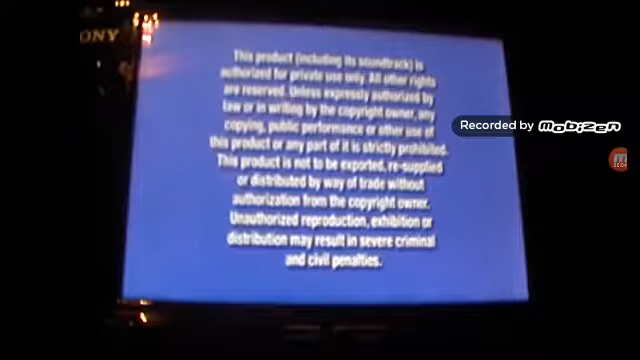 ONY
This product (including its soundtrack) is
authorized for private use only. All other rights
are reserved. Unless expressly authorized by
law or in writing by the copyright owner, any
copying, public performance or other use of
this product or any part of it is strictly prohibited.
This product is not to be exported, re-supplied
or distributed by way of trade without
authorization from the copyright owner.
Unauthorized reproduction, exhibition or
distribution may result in severe criminal
and civil penalties.
Recorded by mobizen